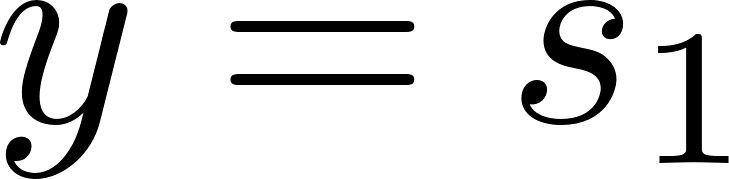 y = s₁